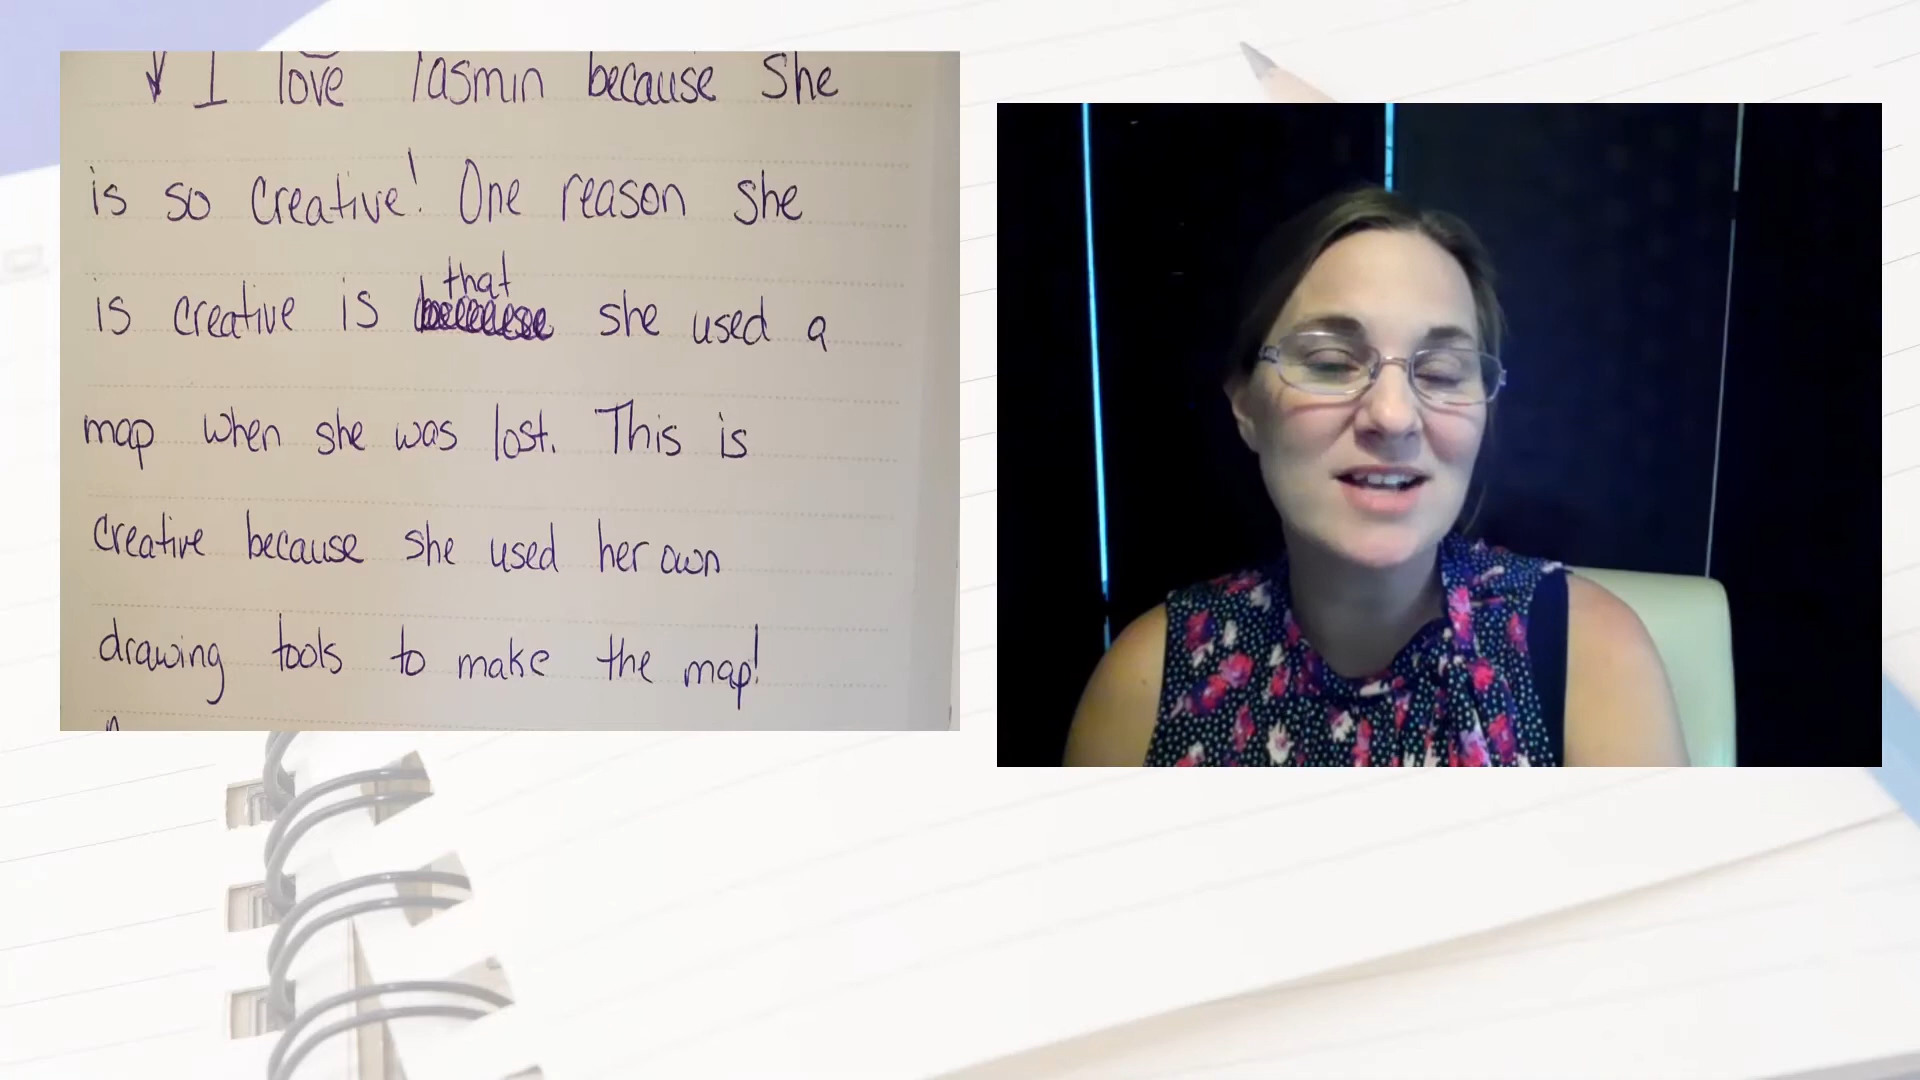 I love Yasmin because she
is so creative! One reason she
is creative is that she used a
map when she was lost. This is
creative because she used her own
drawing tools to make the map!